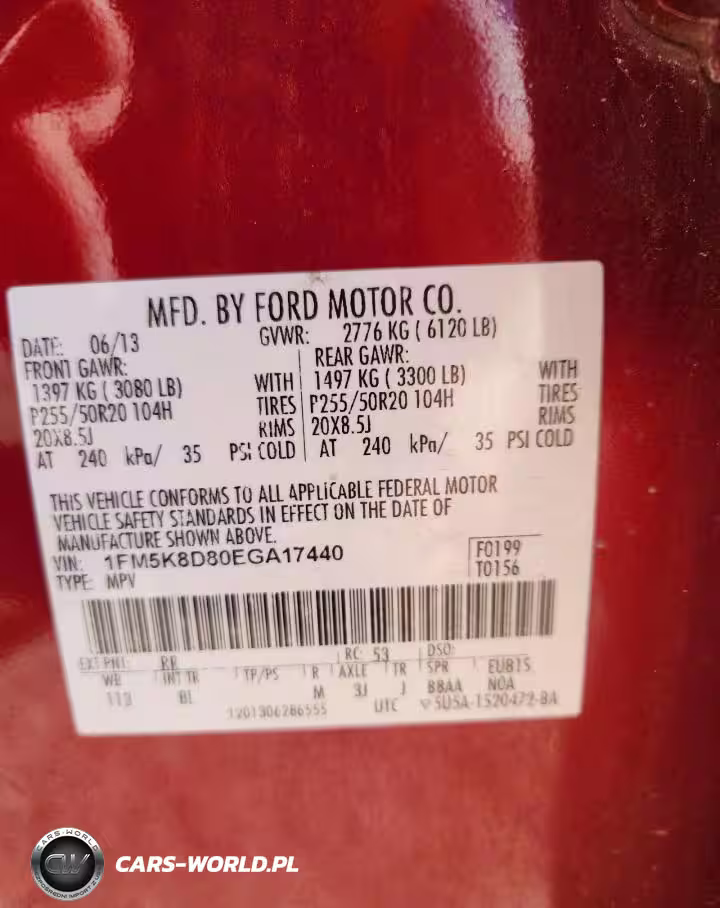 MFD. BY FORD MOTOR CO.
DATE: 06/13 GVWR: 2776 KG ( 6120 LB)
FRONT GAWR: REAR GAWR:
1397 KG ( 3080 LB) WITH 1497 KG ( 3300 LB) WITH
P255/50R20 104H TIRES P255/50R20 104H TIRES
20X8.5J RIMS 20X8.5J RIMS
AT 240 kPa/ 35 PSI COLD AT 240 kPa/ 35 PSI COLD
THIS VEHICLE CONFORMS TO ALL APPLICABLE FEDERAL MOTOR
VEHICLE SAFETY STANDARDS IN EFFECT ON THE DATE OF
MANUFACTURE SHOWN ABOVE.
VIN: 1FM5K8D80EGA17440 F0199
TYPE: MPV T0156
EXT PNT: RR RC: 53 DSO:
WB INT TR TP/PS R AXLE TR SPR EUB15
113 BL M 3J J BBAA NOA
1201306286555 UTC 5U5A-1520472-BA
CARS-WORLD
CW
CARS-WORLD.PL